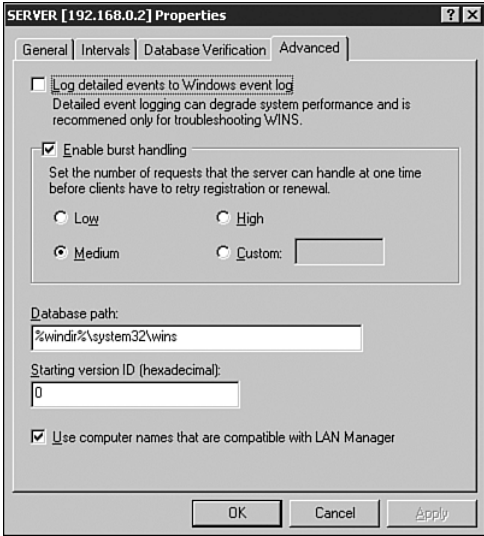 SERVER [192.168.0.2] Properties
General
Intervals
Database Verification
Advanced
Log detailed events to Windows event log
Detailed event logging can degrade system performance and is
recommened only for troubleshooting WINS.
Enable burst handling
Set the number of requests that the server can handle at one time
before clients have to retry registration or renewal.
Low
High
Medium
Custom:
Database path:
%windir%\system32\wins
Starting version ID (hexadecimal):
0
Use computer names that are compatible with LAN Manager
OK
Cancel
Apply